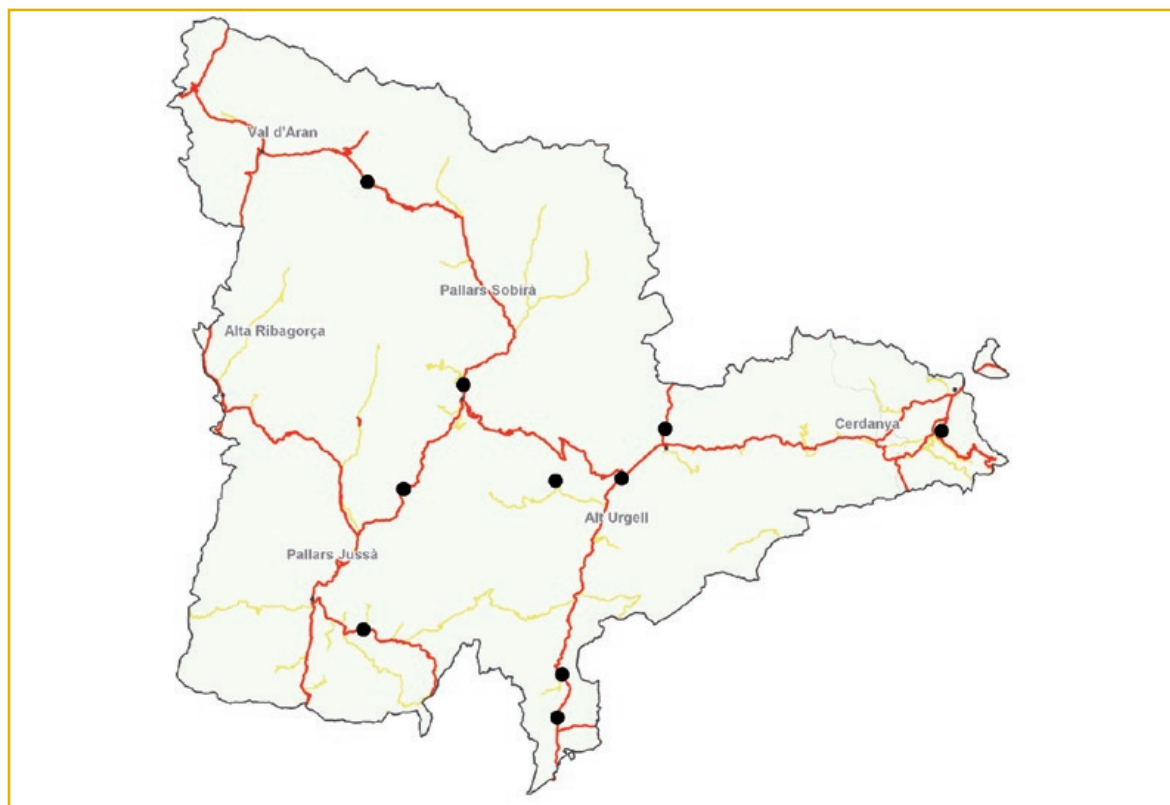 Val d'Aran
Pallars Sobirà
Alta Ribagorça
Cerdanya
Alt Urgell
Pallars Jussà